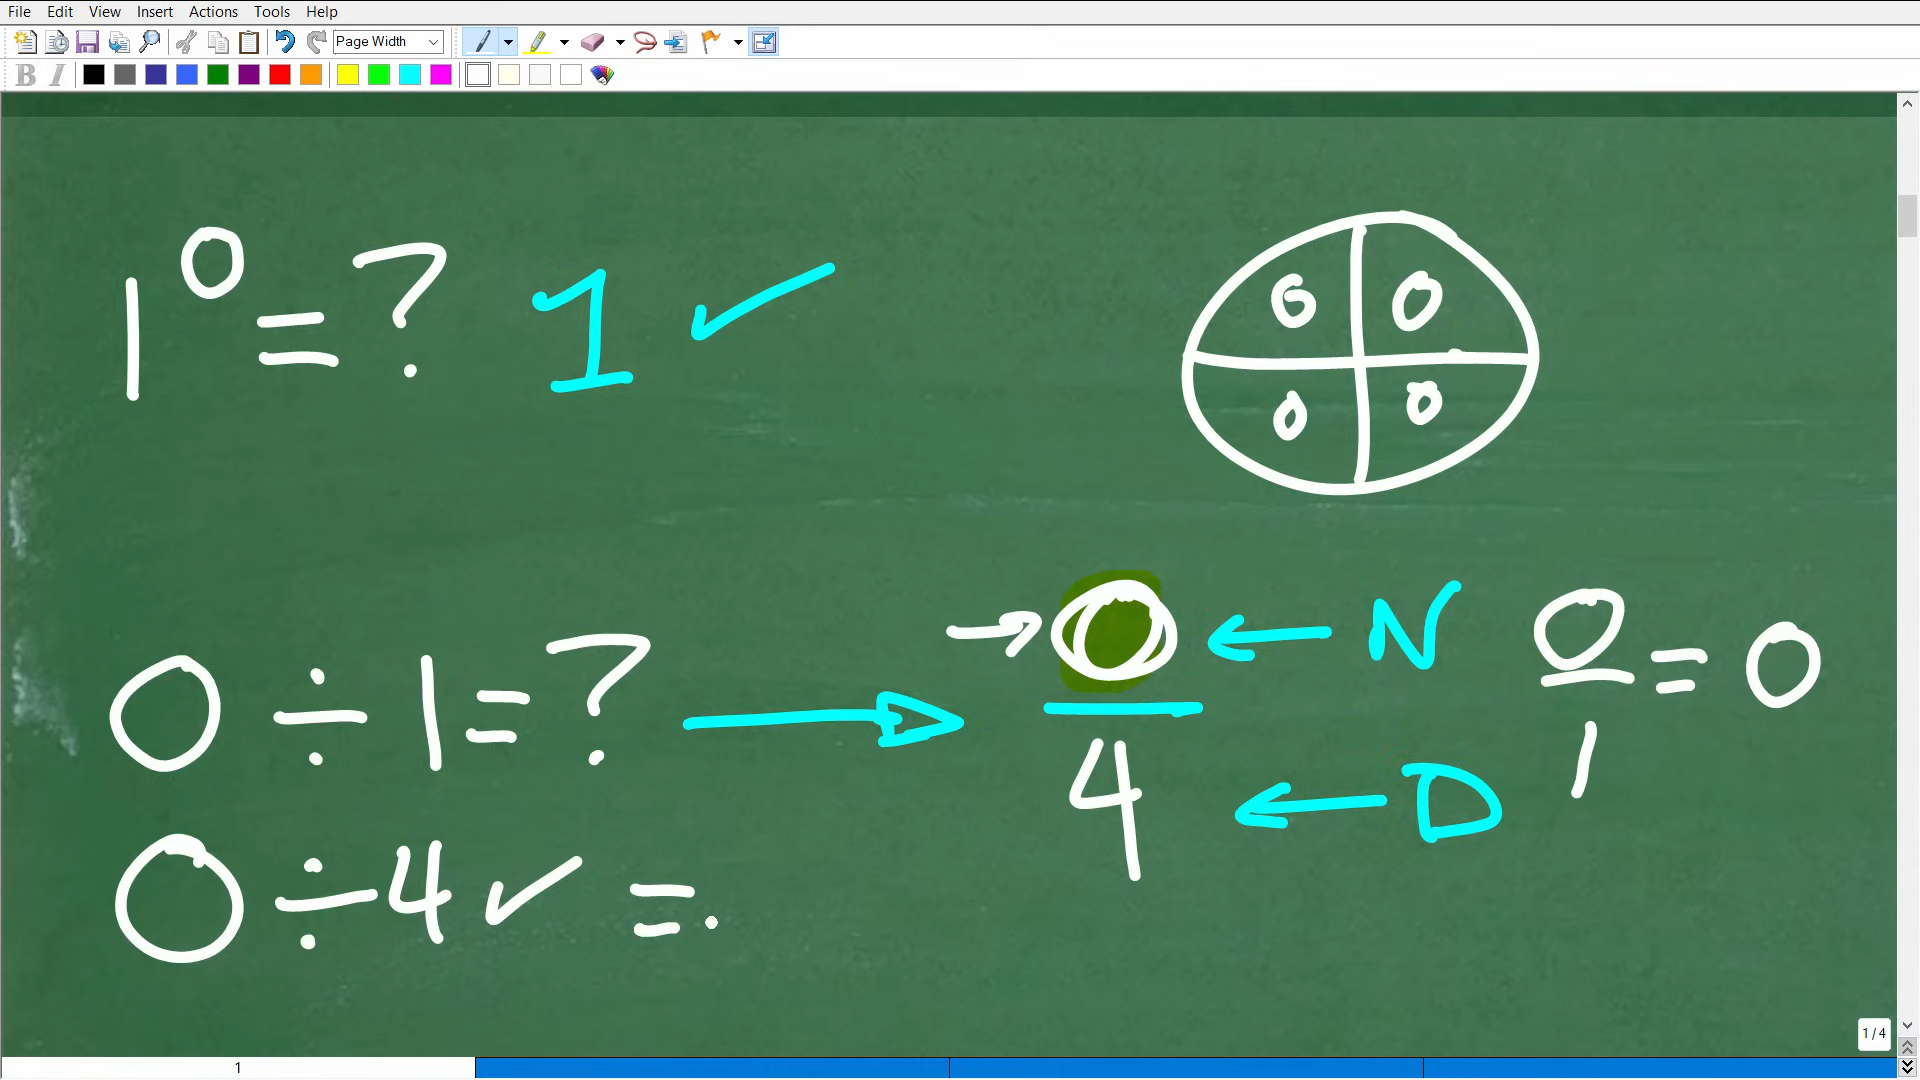 File Edit View Insert Actions Tools Help
Page Width
B I
1⁰ = ? 1 ✓
0 0
0 0
0 ÷ 1 = ? → 0/4 ← N 0/1 = 0
← D
0 ÷ 4 ✓ =
1 / 4
1